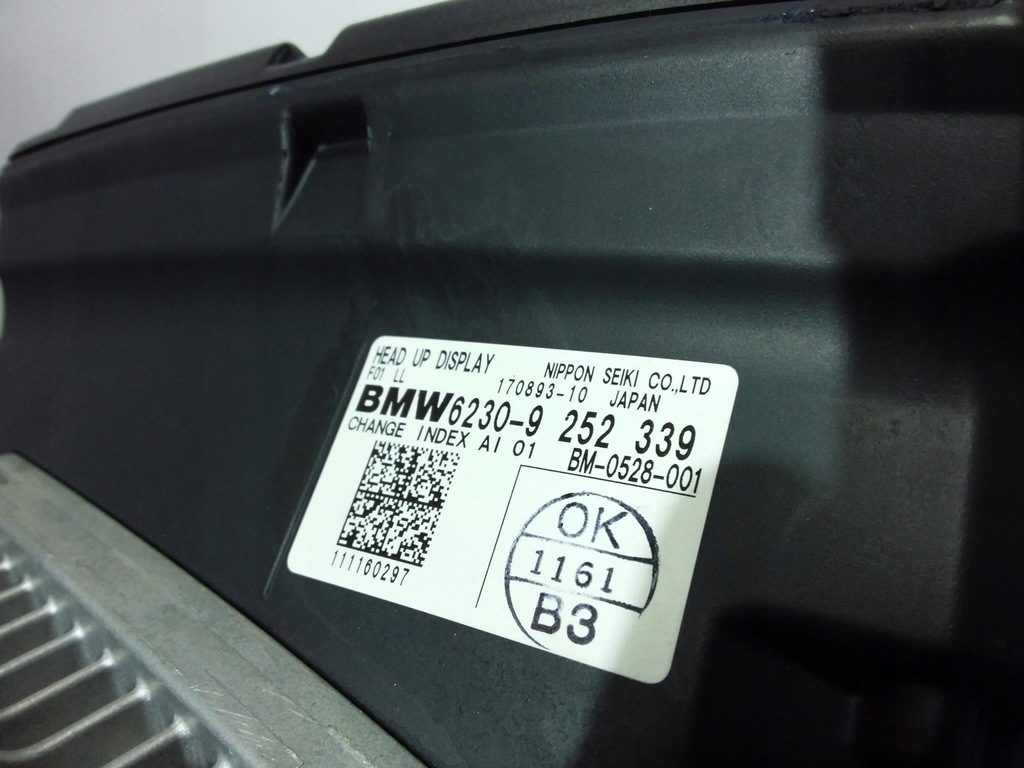 HEAD UP DISPLAY NIPPON SEIKI CO.,LTD
F01 LL 170893-10 JAPAN
BMW6230-9 252 339
CHANGE INDEX AI 01 BM-0528-001
111160297
OK
1161
B3